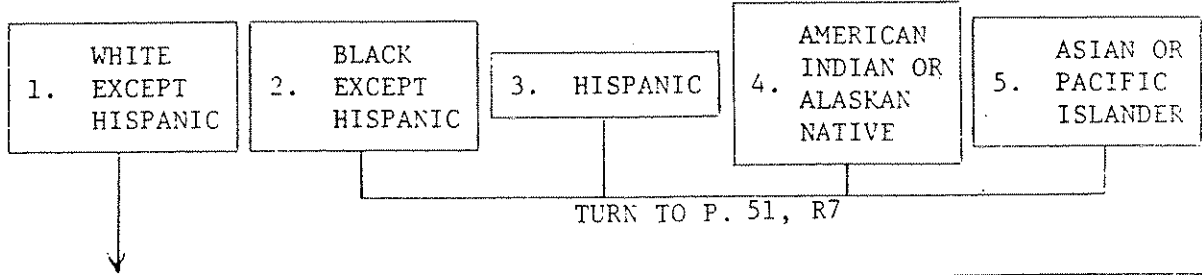 1. WHITE EXCEPT HISPANIC
2. BLACK EXCEPT HISPANIC
3. HISPANIC
4. AMERICAN INDIAN OR ALASKAN NATIVE
5. ASIAN OR PACIFIC ISLANDER
TURN TO P. 51, R7